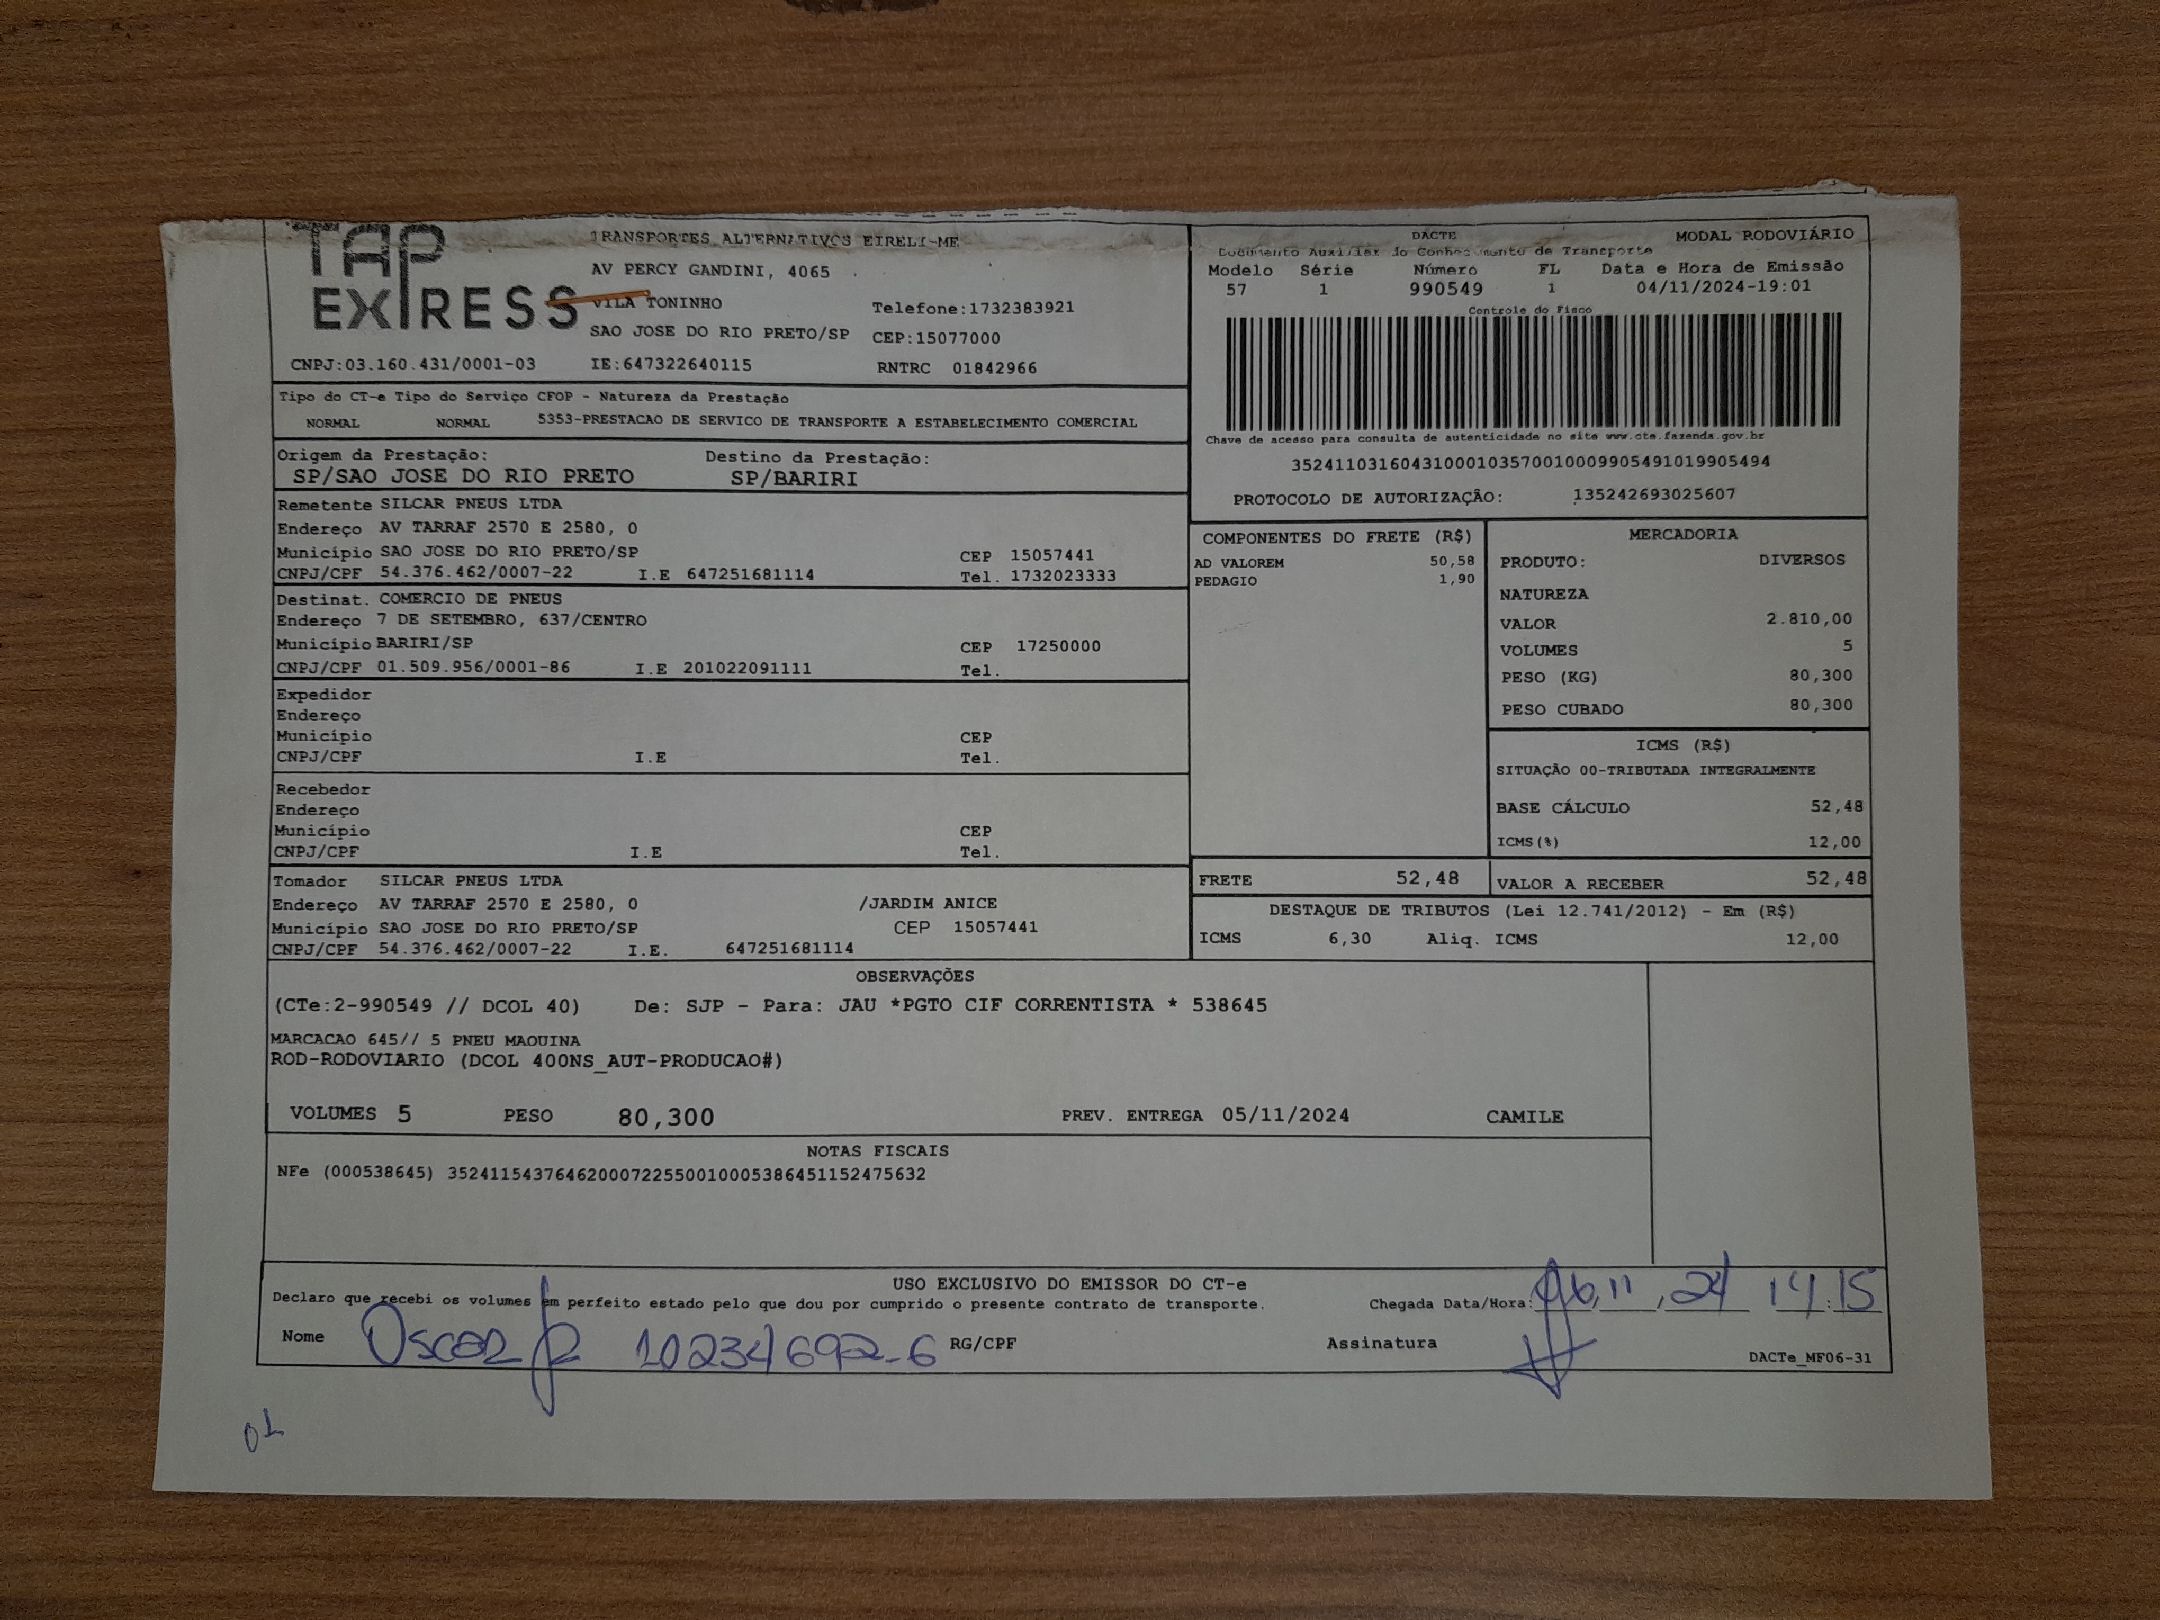 TAP
EXPRESS
TRANSPORTES ALTERNATIVOS EIRELI-ME
AV PERCY GANDINI, 4065
VILA TONINHO
Telefone:1732383921
SAO JOSE DO RIO PRETO/SP
CEP:15077000
CNPJ:03.160.431/0001-03
IE:647322640115
RNTRC 01842966
DACTE
MODAL RODOVIÁRIO
Documento Auxiliar do Conhecimento de Transporte
Modelo Série Número FL Data e Hora de Emissão
57 1 990549 1 04/11/2024-19:01
Controle do Fisco
Chave de acesso para consulta de autenticidade no site www.cte.fazenda.gov.br
35241103160431000103570010009905491019905494
PROTOCOLO DE AUTORIZAÇÃO: 135242693025607
Tipo do CT-e Tipo do Serviço CFOP - Natureza da Prestação
NORMAL NORMAL 5353-PRESTACAO DE SERVICO DE TRANSPORTE A ESTABELECIMENTO COMERCIAL
Origem da Prestação: Destino da Prestação:
SP/SAO JOSE DO RIO PRETO SP/BARIRI
Remetente SILCAR PNEUS LTDA
Endereço AV TARRAF 2570 E 2580, 0
Município SAO JOSE DO RIO PRETO/SP CEP 15057441
CNPJ/CPF 54.376.462/0007-22 I.E 647251681114 Tel. 1732023333
Destinat. COMERCIO DE PNEUS
Endereço 7 DE SETEMBRO, 637/CENTRO
Município BARIRI/SP CEP 17250000
CNPJ/CPF 01.509.956/0001-86 I.E 201022091111 Tel.
Expedidor
Endereço
Município CEP
CNPJ/CPF I.E Tel.
Recebedor
Endereço
Município CEP
CNPJ/CPF I.E Tel.
Tomador SILCAR PNEUS LTDA
Endereço AV TARRAF 2570 E 2580, 0 /JARDIM ANICE
Município SAO JOSE DO RIO PRETO/SP CEP 15057441
CNPJ/CPF 54.376.462/0007-22 I.E. 647251681114
COMPONENTES DO FRETE (R$)
AD VALOREM 50,58
PEDAGIO 1,90
MERCADORIA
PRODUTO: DIVERSOS
NATUREZA
VALOR 2.810,00
VOLUMES 5
PESO (KG) 80,300
PESO CUBADO 80,300
ICMS (R$)
SITUAÇÃO 00-TRIBUTADA INTEGRALMENTE
BASE CÁLCULO 52,48
ICMS(%) 12,00
FRETE 52,48 VALOR A RECEBER 52,48
DESTAQUE DE TRIBUTOS (Lei 12.741/2012) - Em (R$)
ICMS 6,30 Aliq. ICMS 12,00
OBSERVAÇÕES
(CTe:2-990549 // DCOL 40) De: SJP - Para: JAU *PGTO CIF CORRENTISTA * 538645
MARCACAO 645// 5 PNEU MAQUINA
ROD-RODOVIARIO (DCOL 400NS_AUT-PRODUCAO#)
VOLUMES 5 PESO 80,300 PREV. ENTREGA 05/11/2024 CAMILE
NOTAS FISCAIS
NFe (000538645) 35241154376462000722550010005386451152475632
USO EXCLUSIVO DO EMISSOR DO CT-e
Declaro que recebi os volumes em perfeito estado pelo que dou por cumprido o presente contrato de transporte. Chegada Data/Hora: 06,11,24 14:15
Nome Oscar Jr 10234692-6 RG/CPF Assinatura
DACTe_MF06-31
01